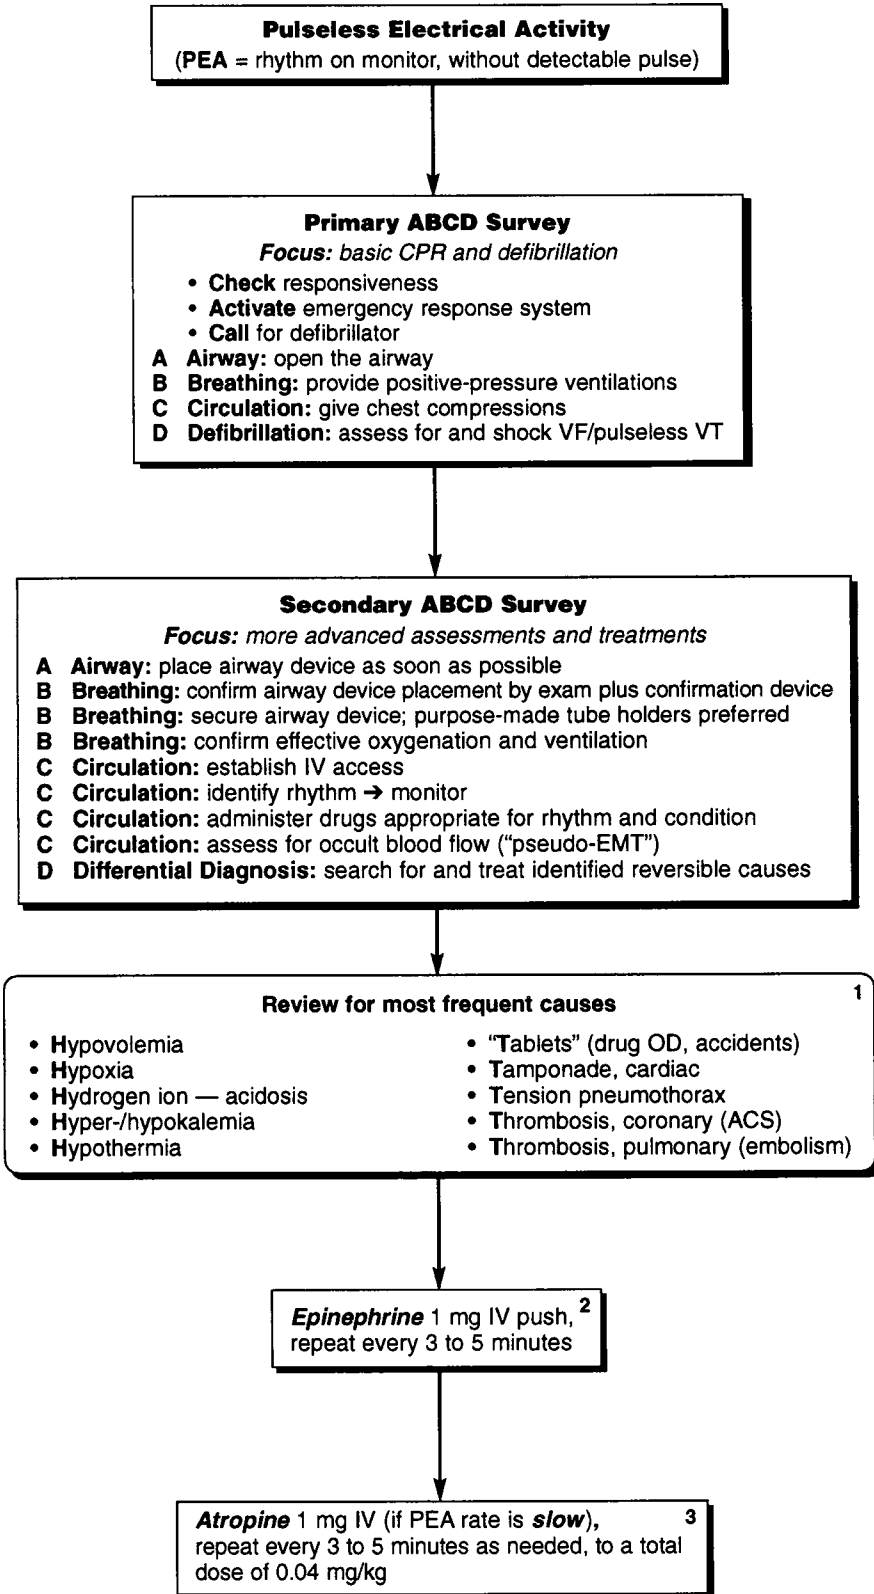 Pulseless Electrical Activity
(PEA = rhythm on monitor, without detectable pulse)
Primary ABCD Survey
Focus: basic CPR and defibrillation
• Check responsiveness
• Activate emergency response system
• Call for defibrillator
A Airway: open the airway
B Breathing: provide positive-pressure ventilations
C Circulation: give chest compressions
D Defibrillation: assess for and shock VF/pulseless VT
Secondary ABCD Survey
Focus: more advanced assessments and treatments
A Airway: place airway device as soon as possible
B Breathing: confirm airway device placement by exam plus confirmation device
B Breathing: secure airway device; purpose-made tube holders preferred
B Breathing: confirm effective oxygenation and ventilation
C Circulation: establish IV access
C Circulation: identify rhythm ➔ monitor
C Circulation: administer drugs appropriate for rhythm and condition
C Circulation: assess for occult blood flow (“pseudo-EMT”)
D Differential Diagnosis: search for and treat identified reversible causes
1
Review for most frequent causes
• Hypovolemia
• Hypoxia
• Hydrogen ion — acidosis
• Hyper-/hypokalemia
• Hypothermia
• “Tablets” (drug OD, accidents)
• Tamponade, cardiac
• Tension pneumothorax
• Thrombosis, coronary (ACS)
• Thrombosis, pulmonary (embolism)
Epinephrine 1 mg IV push, 2
repeat every 3 to 5 minutes
Atropine 1 mg IV (if PEA rate is slow), 3
repeat every 3 to 5 minutes as needed, to a total
dose of 0.04 mg/kg